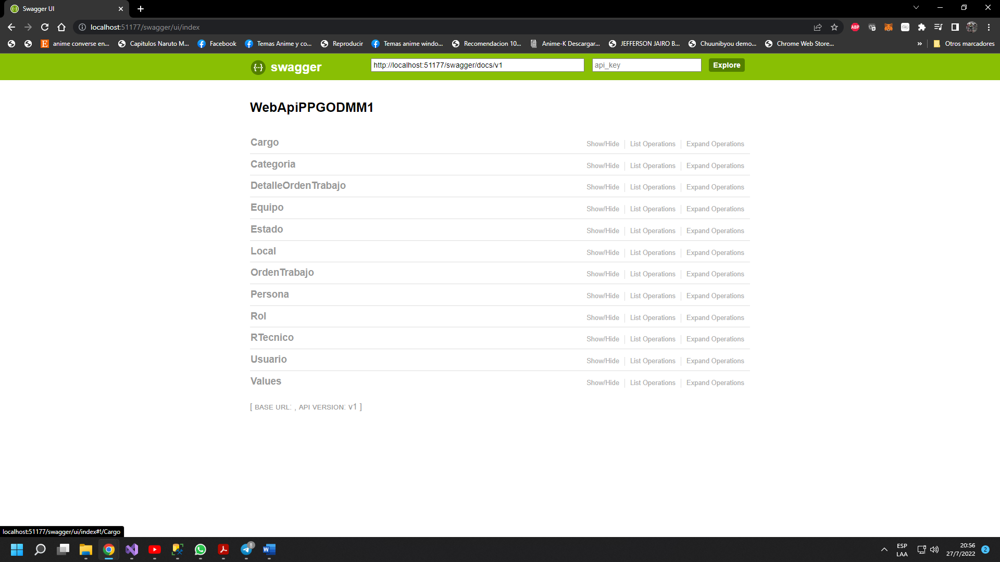 Swagger UI
localhost:51177/swagger/ui/index
ABP
anime converse en...
Capitulos Naruto M...
Facebook
Temas Anime y co...
Reproducir
Temas anime windo...
Recomendacion 10...
Anime-K Descargar...
JEFFERSON JAIRO B...
Chuunibyou demo...
Chrome Web Store...
»
Otros marcadores
{··} swagger
http://localhost:51177/swagger/docs/v1
api_key
Explore
WebApiPPGODMM1
Cargo Show/Hide List Operations Expand Operations
Categoria Show/Hide List Operations Expand Operations
DetalleOrdenTrabajo Show/Hide List Operations Expand Operations
Equipo Show/Hide List Operations Expand Operations
Estado Show/Hide List Operations Expand Operations
Local Show/Hide List Operations Expand Operations
OrdenTrabajo Show/Hide List Operations Expand Operations
Persona Show/Hide List Operations Expand Operations
Rol Show/Hide List Operations Expand Operations
RTecnico Show/Hide List Operations Expand Operations
Usuario Show/Hide List Operations Expand Operations
Values Show/Hide List Operations Expand Operations
[ BASE URL: , API VERSION: v1 ]
localhost:51177/swagger/ui/index#!/Cargo
8
W
ESP
LAA
20:56
27/7/2022
2